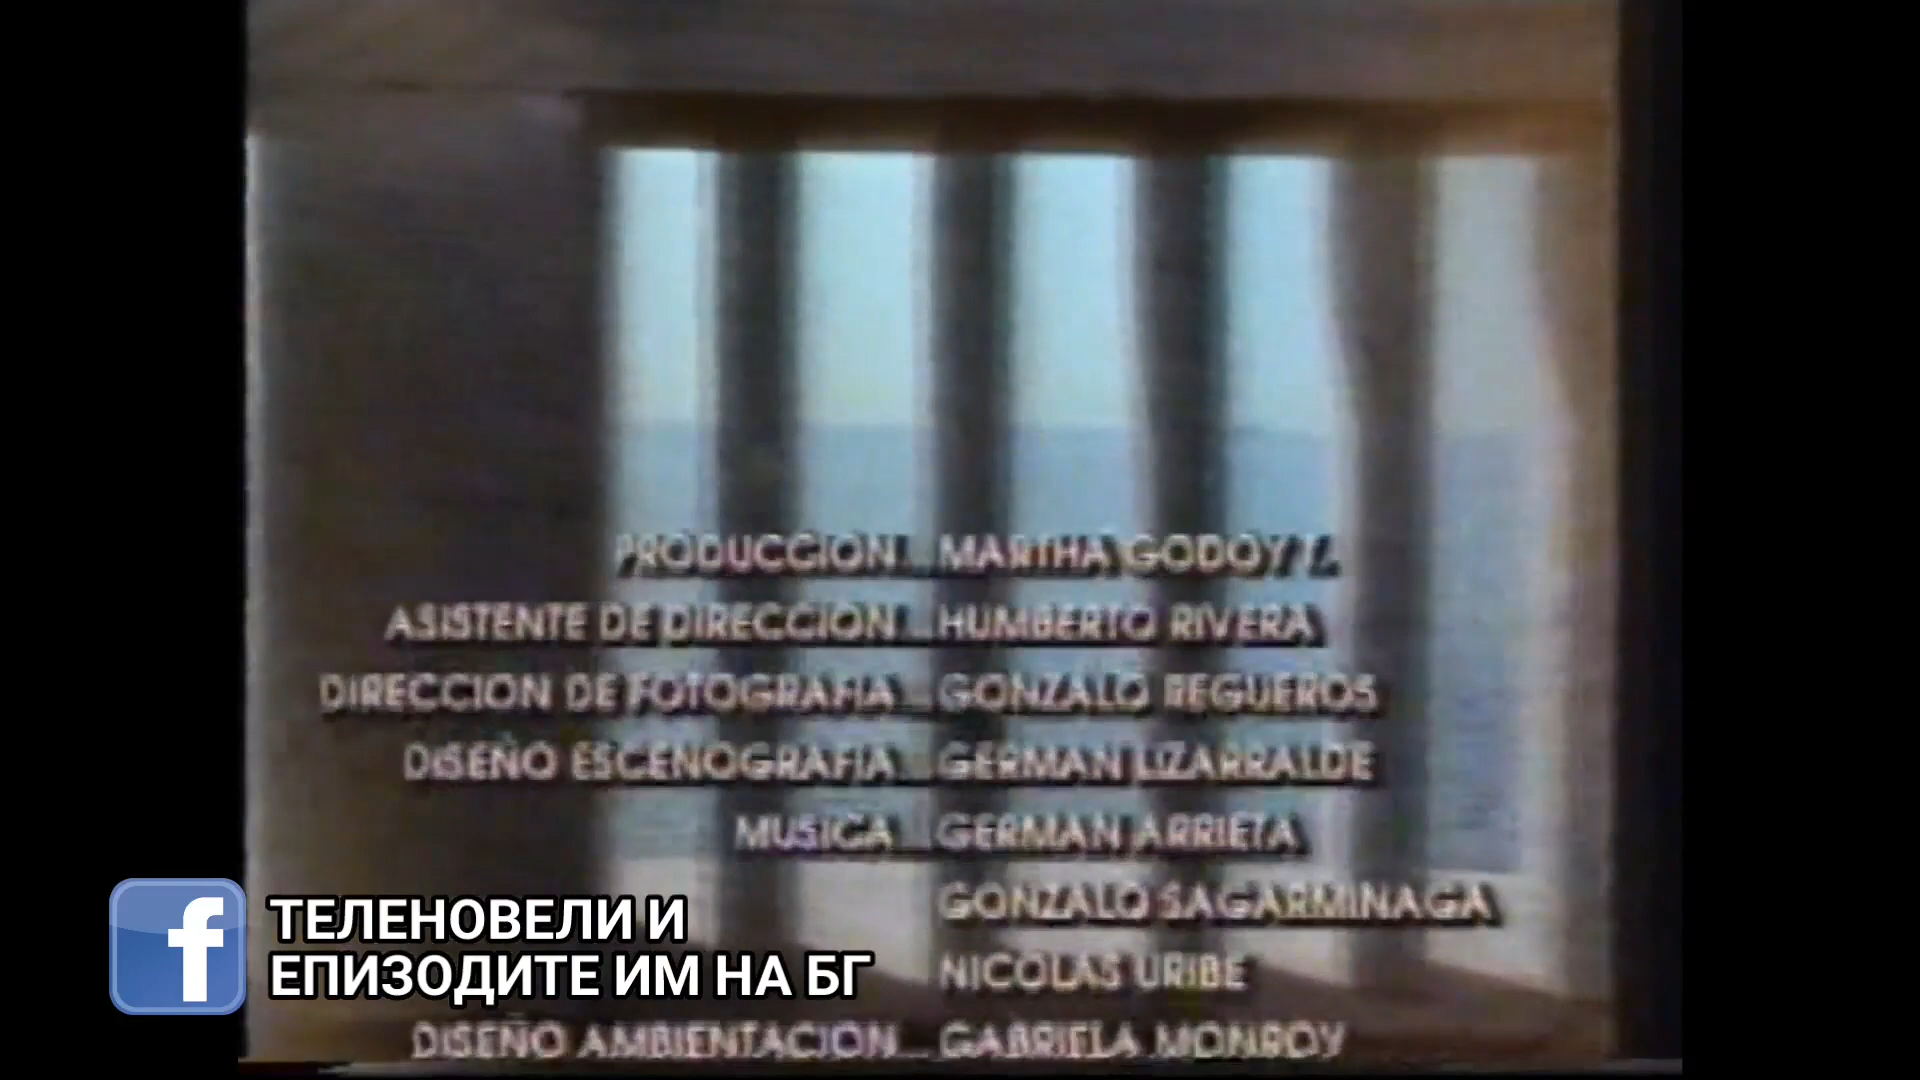 PRODUCCION... MARTHA GODOY T.
ASISTENTE DE DIRECCION... HUMBERTO RIVERA
DIRECCION DE FOTOGRAFIA... GONZALO REGUEROS
DISEÑO ESCENOGRAFIA... GERMAN LIZARRALDE
MUSICA... GERMAN ARRIETA
GONZALO SAGARMINAGA
NICOLAS URIBE
DISEÑO AMBIENTACION... GABRIELA MONROY
f ТЕЛЕНОВЕЛИ И
ЕПИЗОДИТЕ ИМ НА БГ